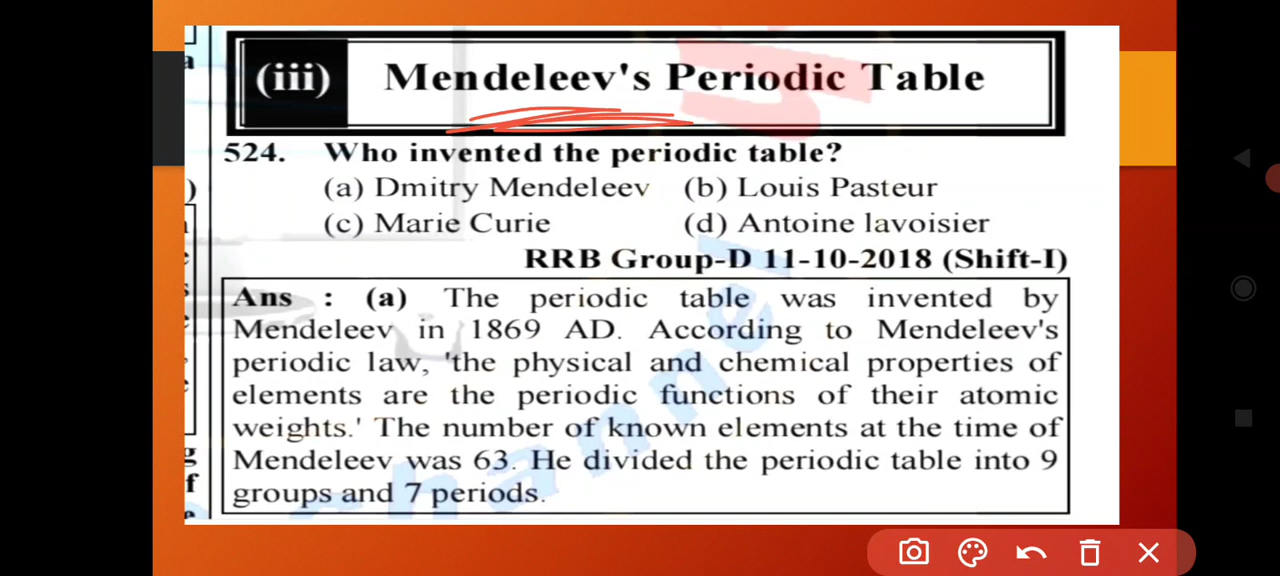 (iii) Mendeleev's Periodic Table
524. Who invented the periodic table?
(a) Dmitry Mendeleev (b) Louis Pasteur
(c) Marie Curie (d) Antoine lavoisier
RRB Group-D 11-10-2018 (Shift-I)
Ans : (a) The periodic table was invented by
Mendeleev in 1869 AD. According to Mendeleev's
periodic law, 'the physical and chemical properties of
elements are the periodic functions of their atomic
weights.' The number of known elements at the time of
Mendeleev was 63. He divided the periodic table into 9
groups and 7 periods.